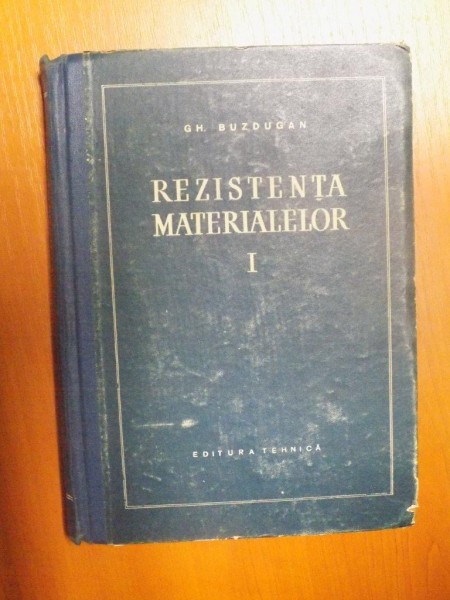 GH. BUZDUGAN
REZISTENȚA
MATERIALELOR
I
EDITURA TEHNICĂ